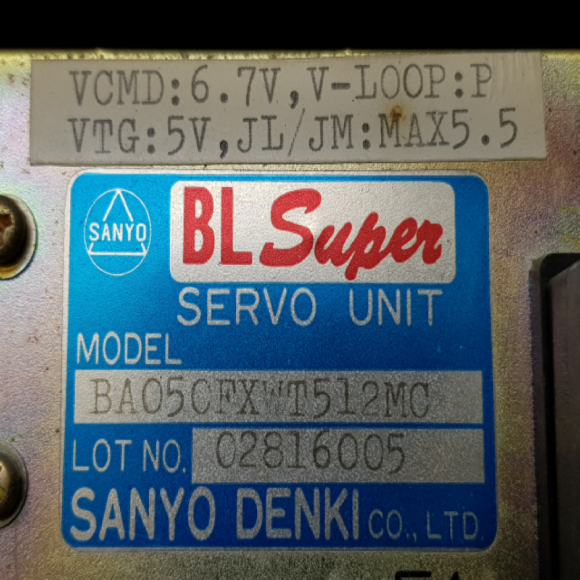 VCMD:6.7V,V-LOOP:P
VTG:5V,JL/JM:MAX5.5
SANYO
BL Super
SERVO UNIT
MODEL
BA05CFXWT512MC
LOT NO. 02816005
SANYO DENKI CO., LTD.